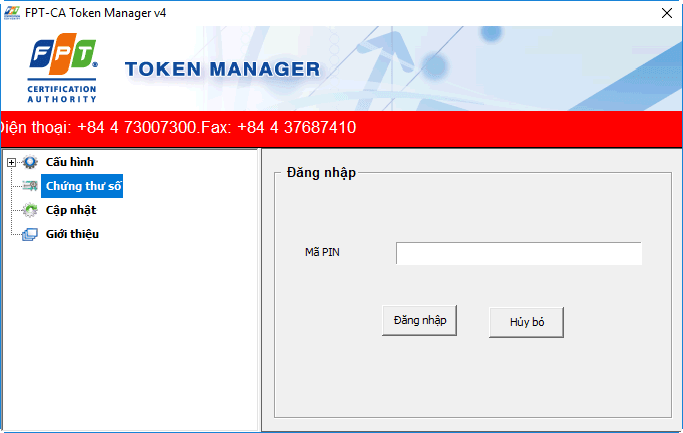 FPT-CA Token Manager v4
FPT
CERTIFICATION
AUTHORITY
TOKEN MANAGER
Điện thoại: +84 4 73007300.Fax: +84 4 37687410
Cấu hình
Chứng thư số
Cập nhật
Giới thiệu
Đăng nhập
Mã PIN
Đăng nhập
Hủy bỏ